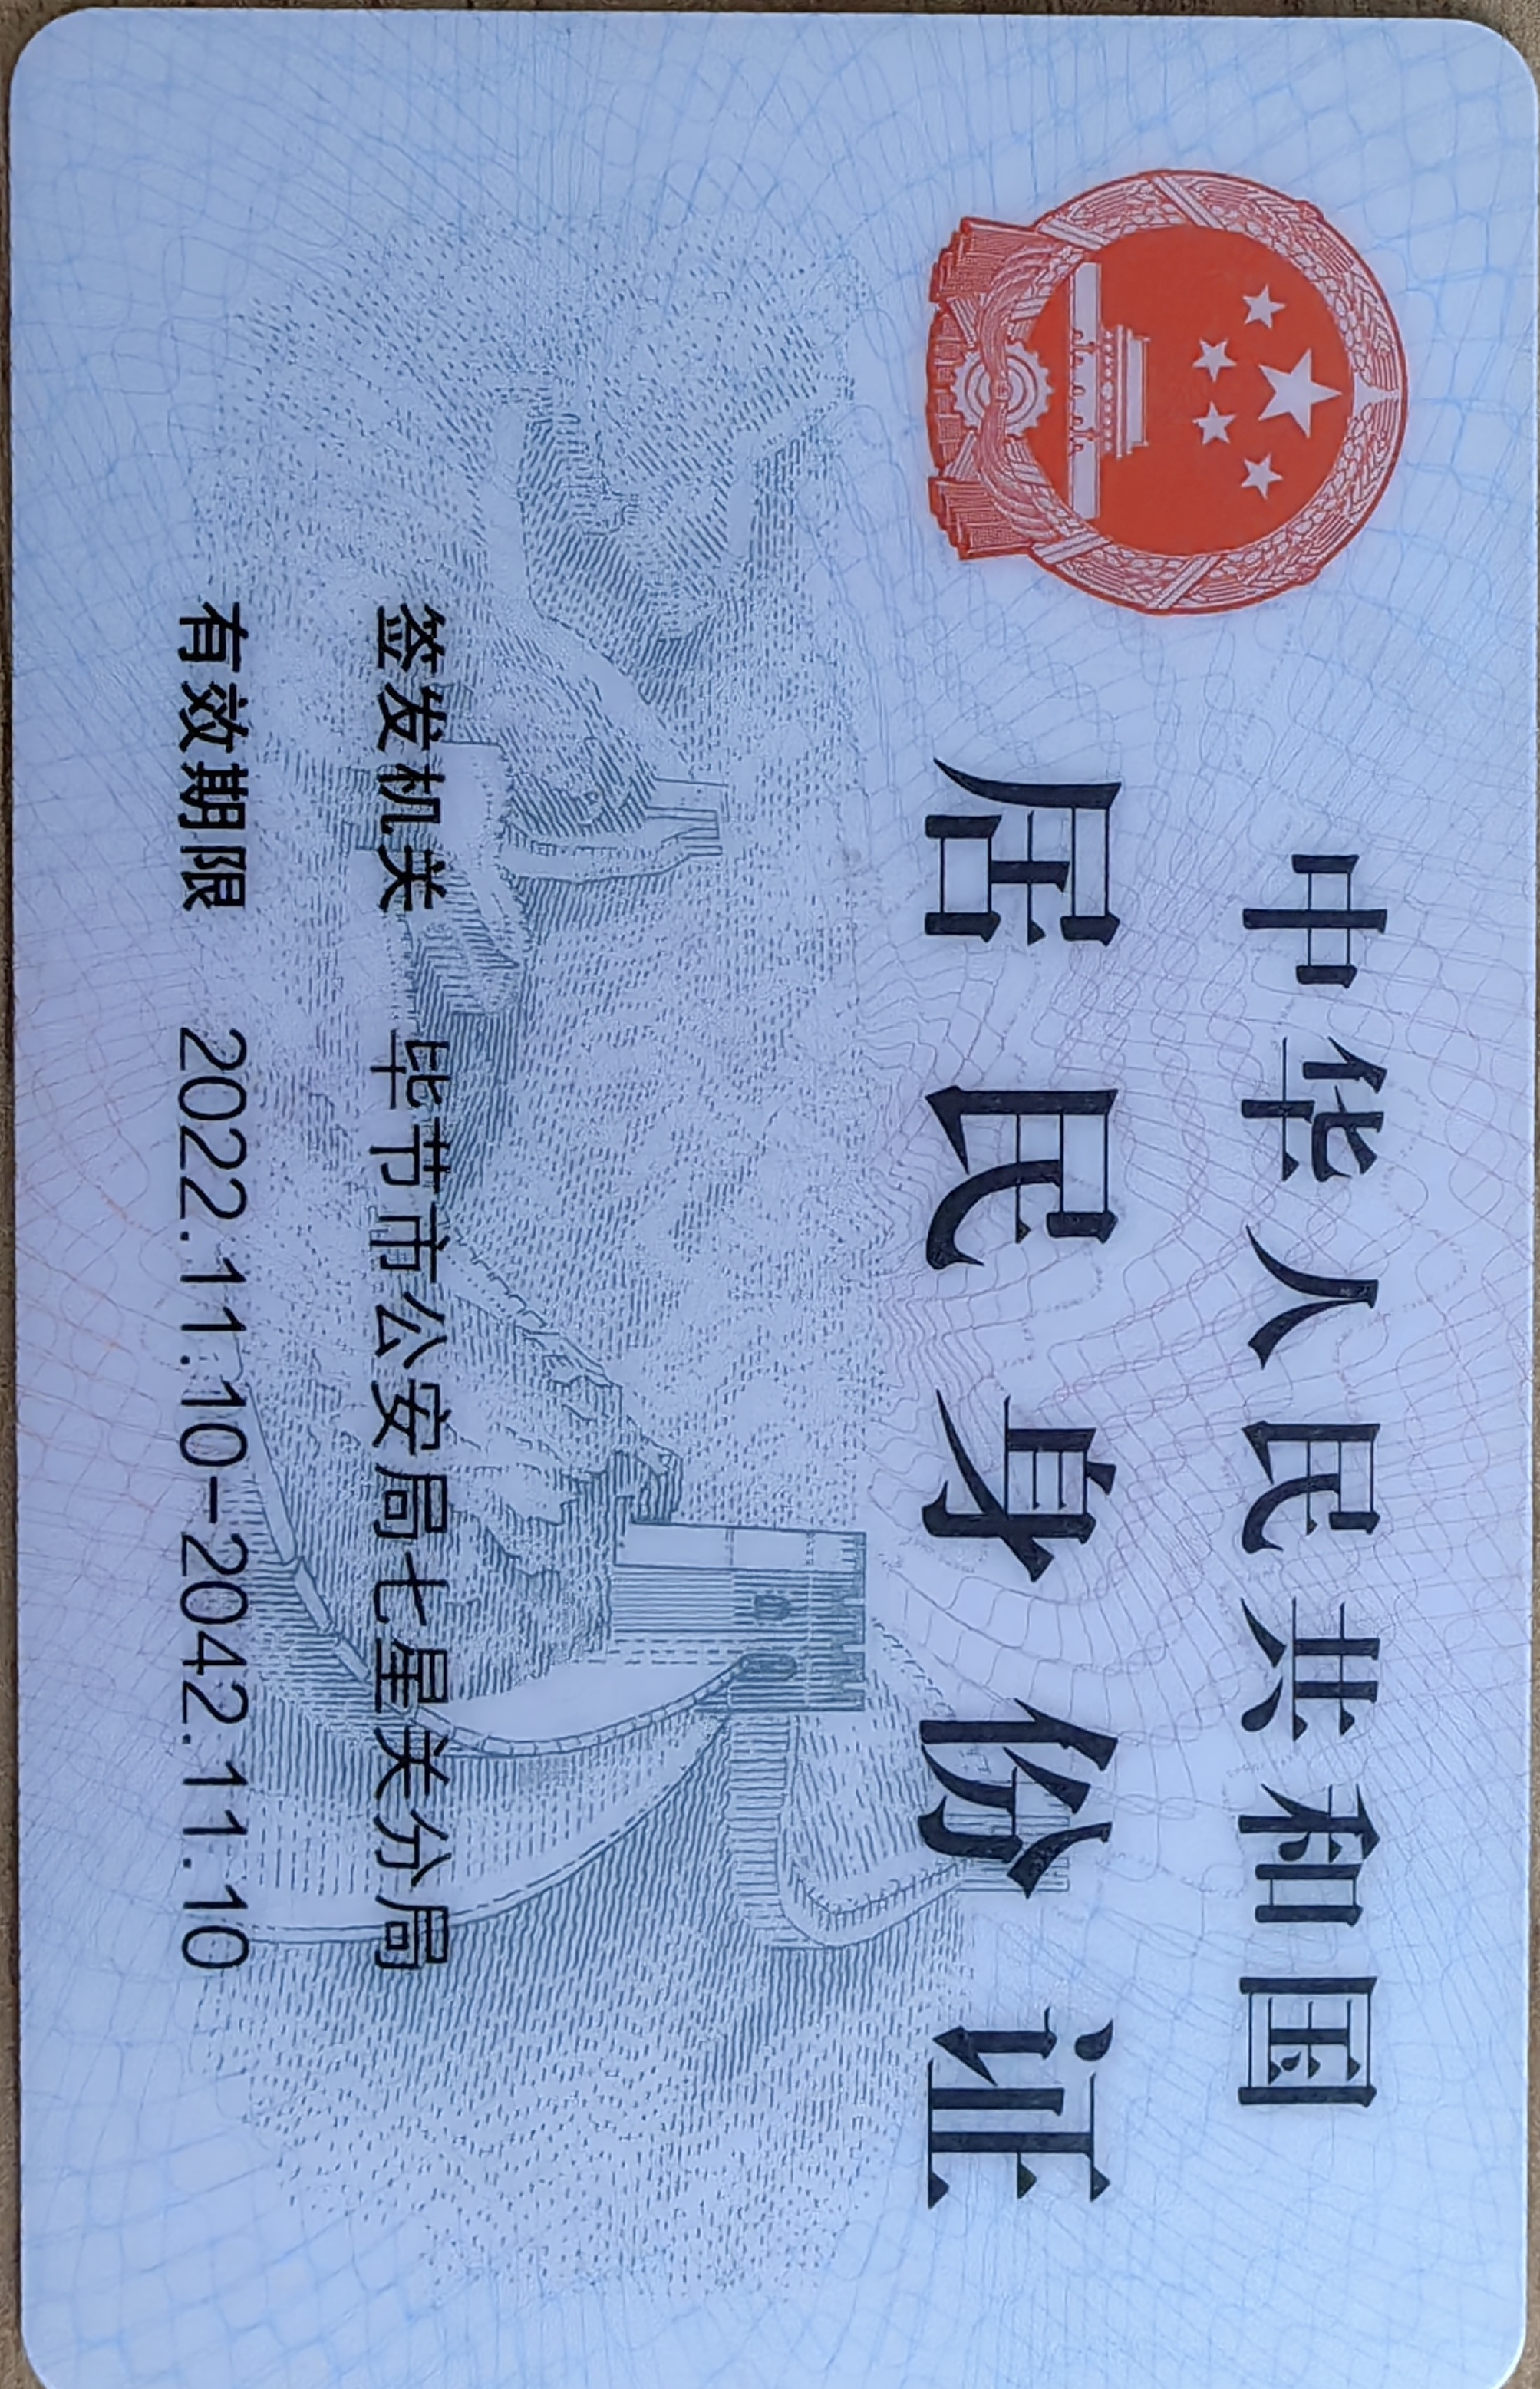 中华人民共和国
居民身份证
签发机关 毕节市公安局七星关分局
有效期限 2022.11.10-2042.11.10